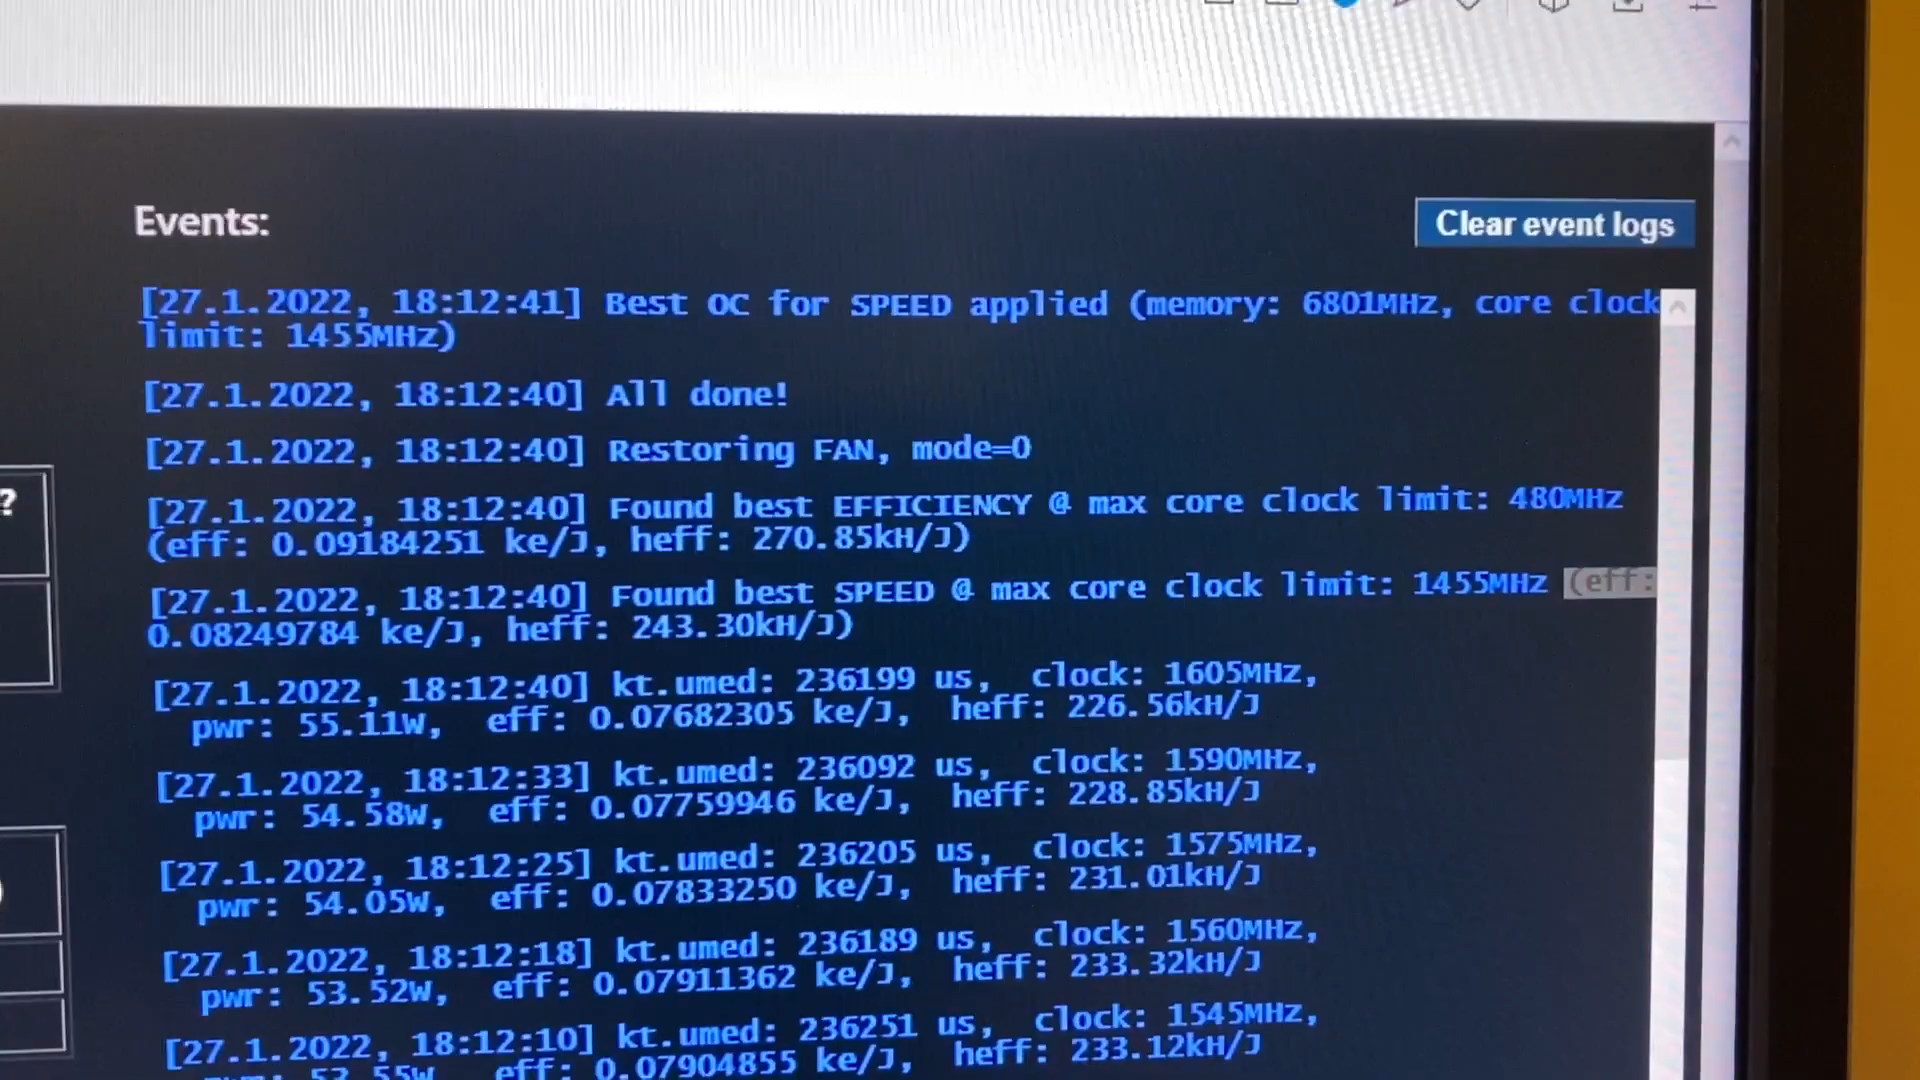 Events:
Clear event logs
[27.1.2022, 18:12:41] Best OC for SPEED applied (memory: 6801MHz, core clock
limit: 1455MHz)
[27.1.2022, 18:12:40] All done!
[27.1.2022, 18:12:40] Restoring FAN, mode=0
?
[27.1.2022, 18:12:40] Found best EFFICIENCY @ max core clock limit: 480MHz
(eff: 0.09184251 ke/J, heff: 270.85kH/J)
[27.1.2022, 18:12:40] Found best SPEED @ max core clock limit: 1455MHz (eff:
0.08249784 ke/J, heff: 243.30kH/J)
[27.1.2022, 18:12:40] kt.umed: 236199 us, clock: 1605MHz,
pwr: 55.11W, eff: 0.07682305 ke/J, heff: 226.56kH/J
[27.1.2022, 18:12:33] kt.umed: 236092 us, clock: 1590MHz,
pwr: 54.58W, eff: 0.07759946 ke/J, heff: 228.85kH/J
[27.1.2022, 18:12:25] kt.umed: 236205 us, clock: 1575MHz,
pwr: 54.05W, eff: 0.07833250 ke/J, heff: 231.01kH/J
[27.1.2022, 18:12:18] kt.umed: 236189 us, clock: 1560MHz,
pwr: 53.52W, eff: 0.07911362 ke/J, heff: 233.32kH/J
[27.1.2022, 18:12:10] kt.umed: 236251 us, clock: 1545MHz,
pwr: 53.55W eff: 0.07904855 ke/J, heff: 233.12kH/J